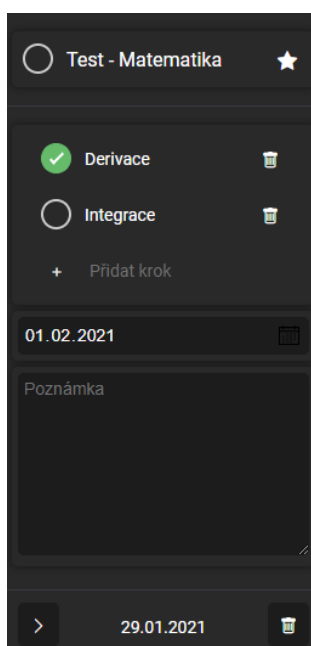 Test - Matematika
Derivace
Integrace
+ Přidat krok
01.02.2021
Poznámka
29.01.2021